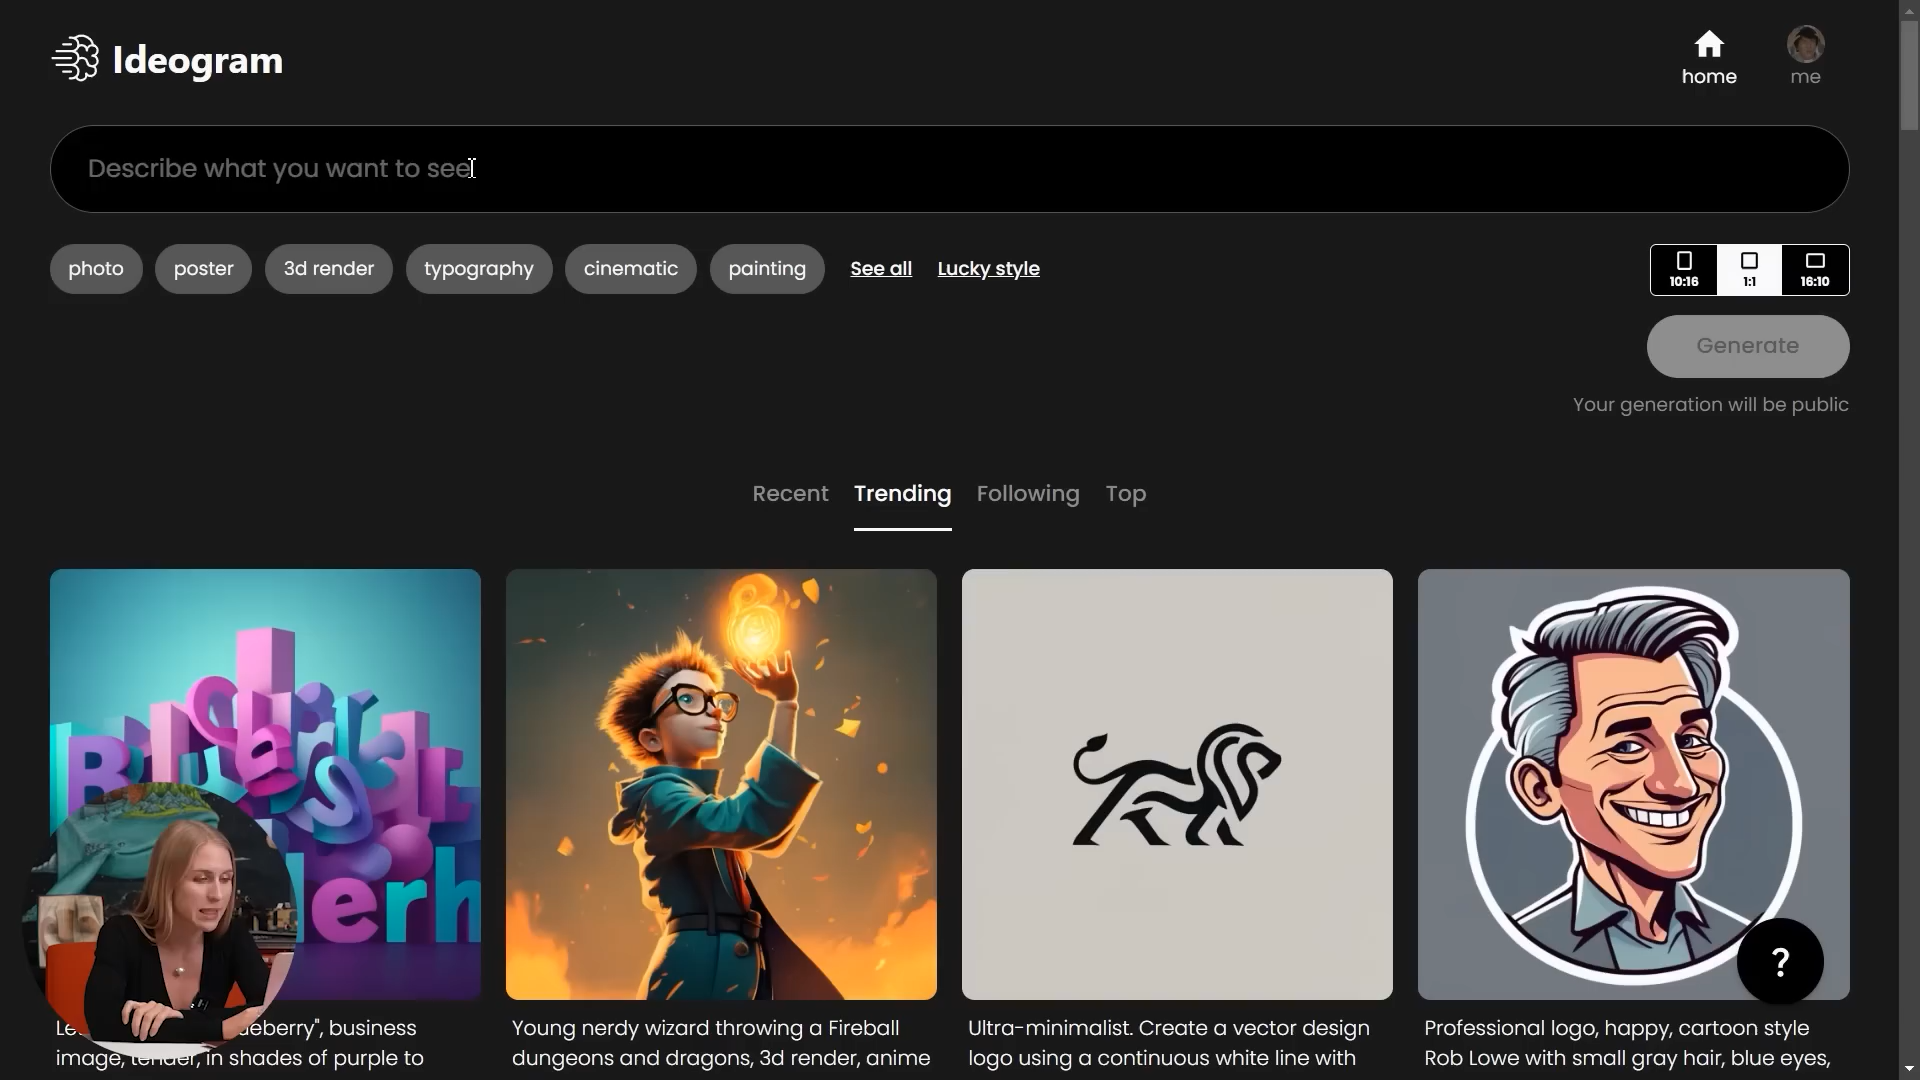 Ideogram
home
me
Describe what you want to see
photo
poster
3d render
typography
cinematic
painting
See all
Lucky style
10:16
1:1
16:10
Generate
Your generation will be public
Recent
Trending
Following
Top
erh
?
ueberry", business
image, render, in shades of purple to
Young nerdy wizard throwing a Fireball
dungeons and dragons, 3d render, anime
Ultra-minimalist. Create a vector design
logo using a continuous white line with
Professional logo, happy, cartoon style
Rob Lowe with small gray hair, blue eyes,